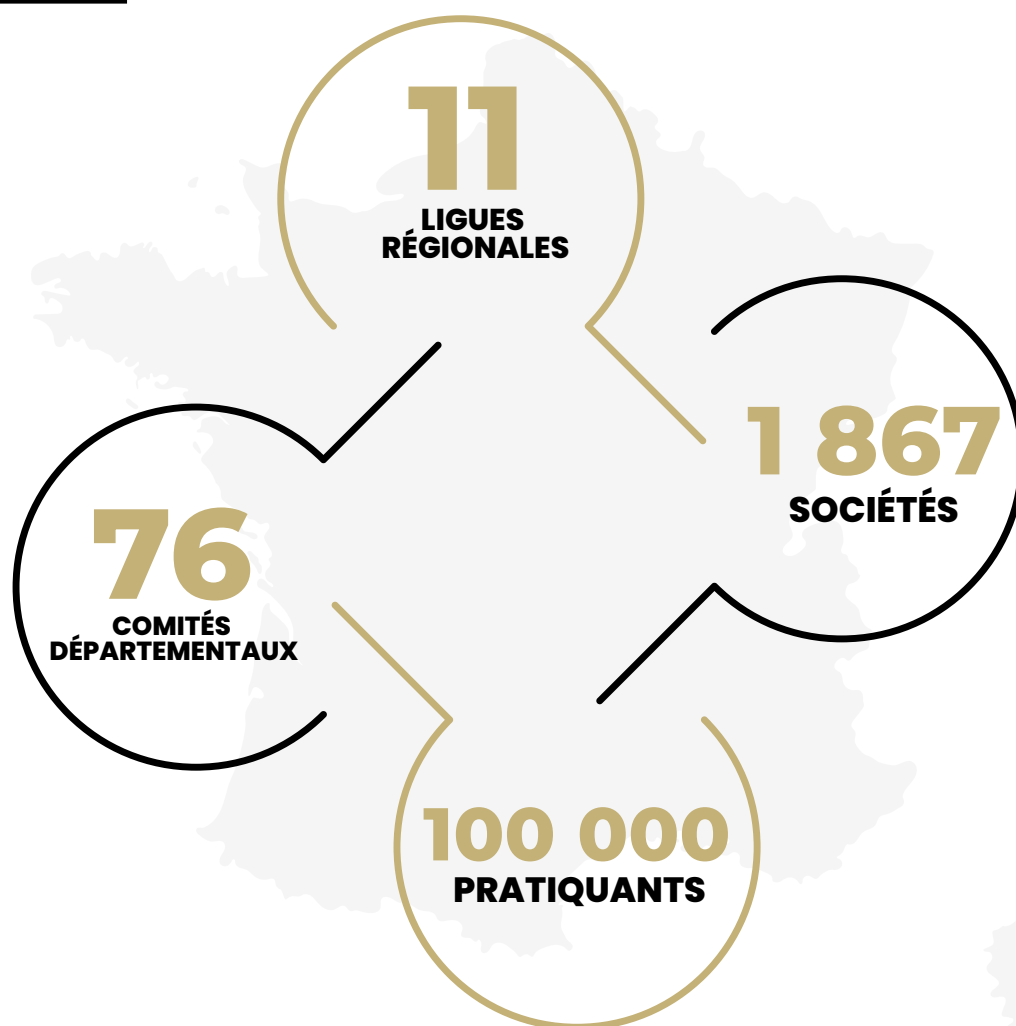 11
LIGUES
RÉGIONALES
1 867
SOCIÉTÉS
76
COMITÉS
DÉPARTEMENTAUX
100 000
PRATIQUANTS